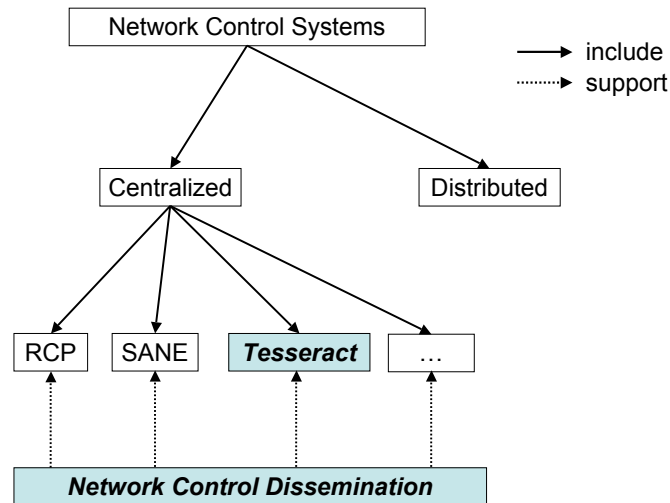 Network Control Systems
include
support
Centralized
Distributed
RCP
SANE
Tesseract
...
Network Control Dissemination